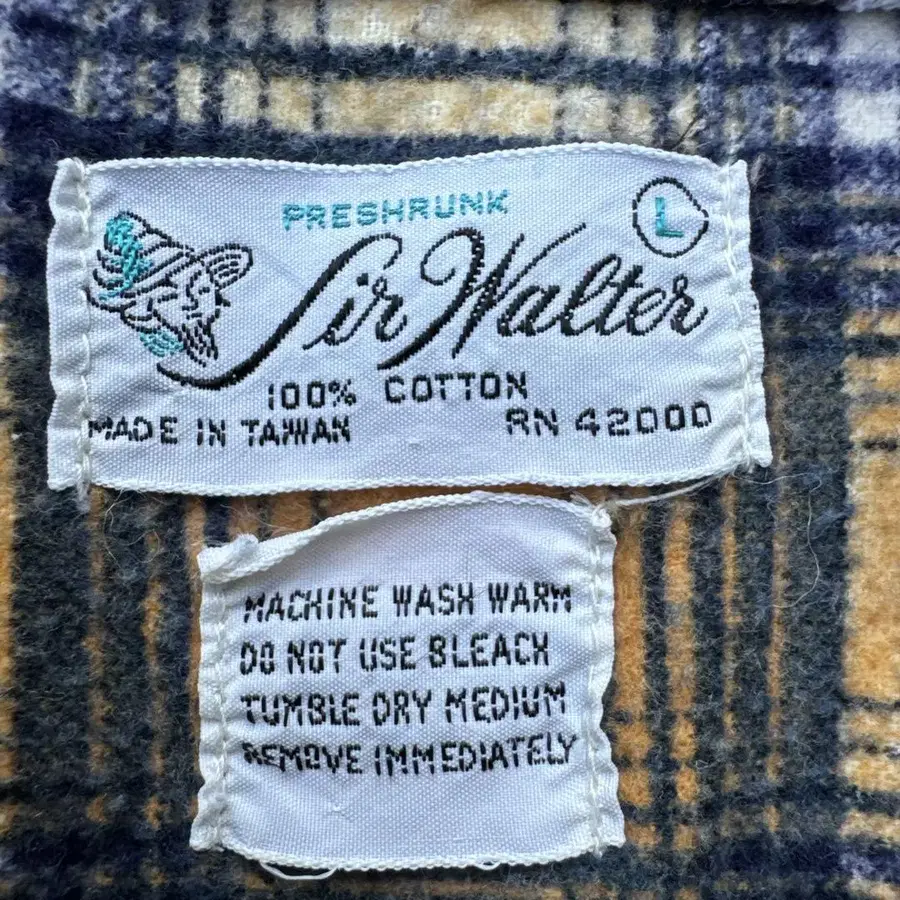 PRESHRUNK
L
Sir Walter
100% COTTON
MADE IN TAIWAN RN 42000
MACHINE WASH WARM
DO NOT USE BLEACH
TUMBLE DRY MEDIUM
REMOVE IMMEDIATELY